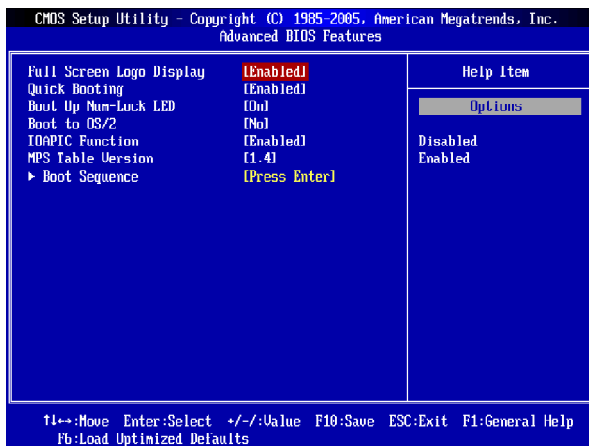 CMOS Setup Utility - Copyright (C) 1985-2005, American Megatrends, Inc.
Advanced BIOS Features
Full Screen Logo Display [Enabled]
Quick Booting [Enabled]
Boot Up Num-Lock LED [On]
Boot to OS/2 [No]
IOAPIC Function [Enabled]
MPS Table Version [1.4]
► Boot Sequence [Press Enter]
Help Item
Options
Disabled
Enabled
↑↓←→:Move Enter:Select +/-/:Value F10:Save ESC:Exit F1:General Help
F6:Load Optimized Defaults